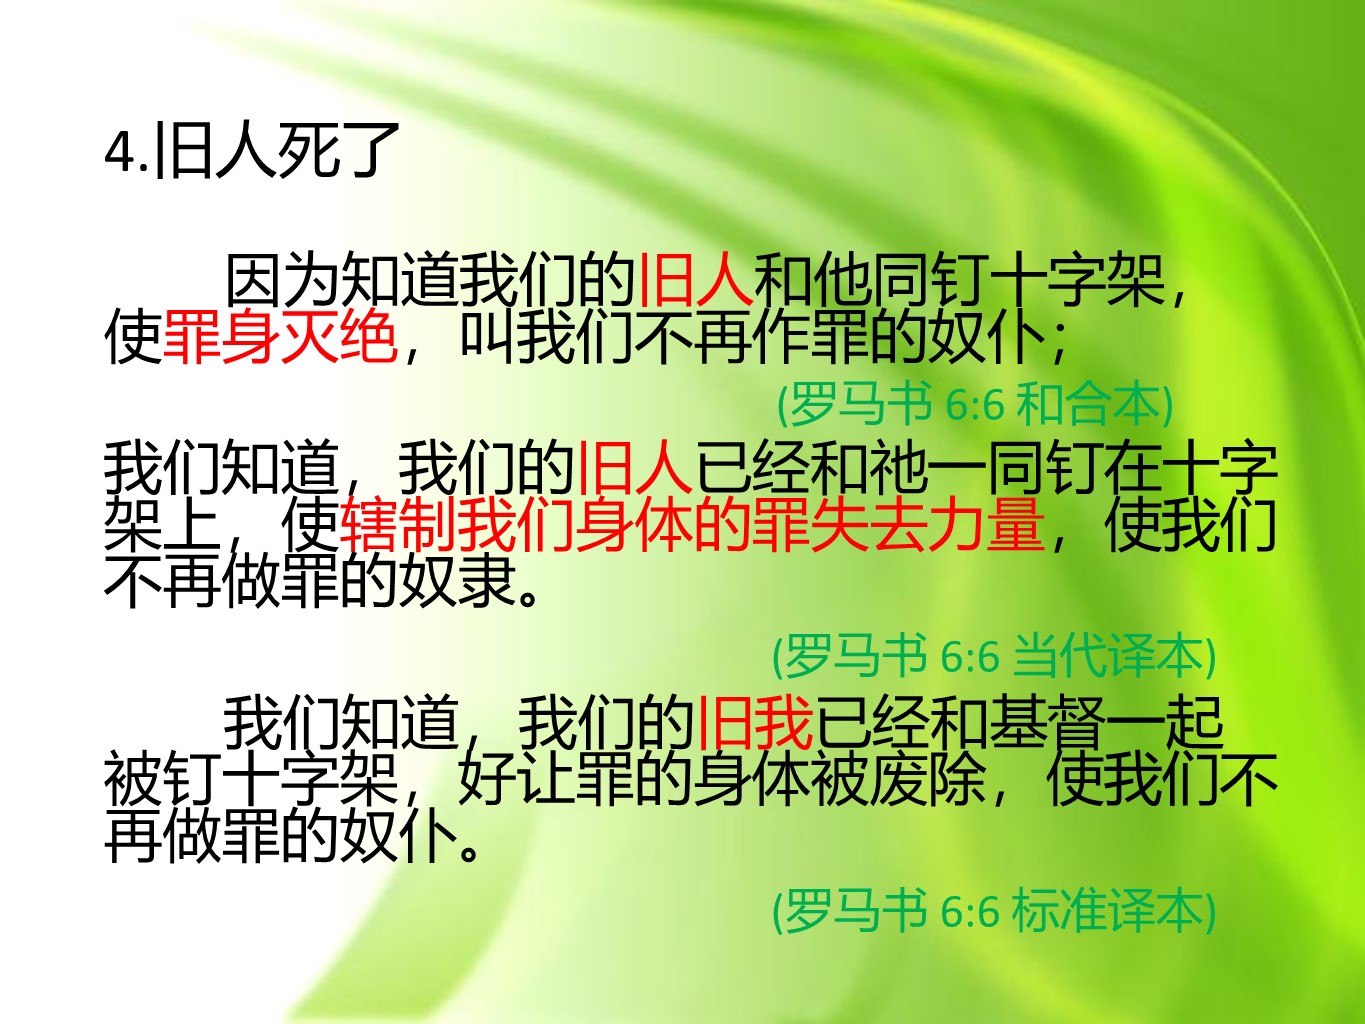 4.旧人死了
因为知道我们的旧人和他同钉十字架，
使罪身灭绝，叫我们不再作罪的奴仆；
(罗马书 6:6 和合本)
我们知道，我们的旧人已经和祂一同钉在十字
架上，使辖制我们身体的罪失去力量，使我们
不再做罪的奴隶。
(罗马书 6:6 当代译本)
我们知道，我们的旧我已经和基督一起
被钉十字架，好让罪的身体被废除，使我们不
再做罪的奴仆。
(罗马书 6:6 标准译本)